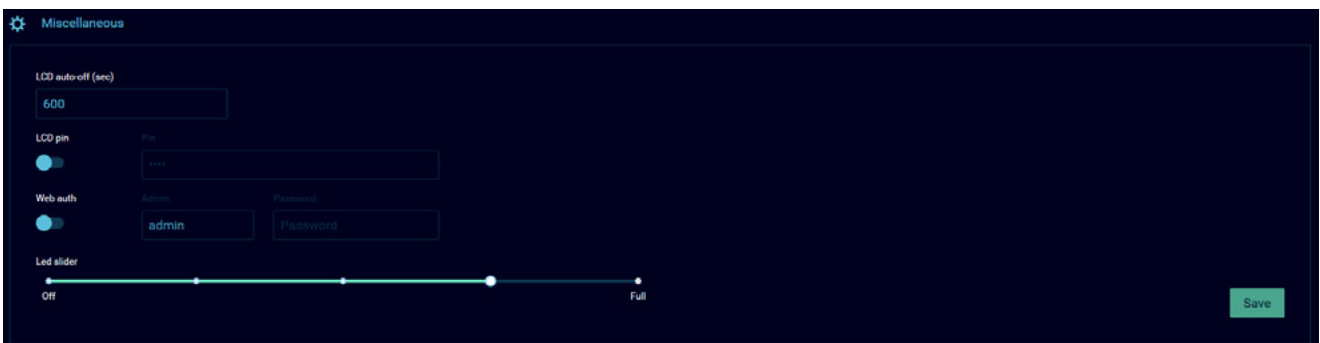 Miscellaneous
LCD auto-off (sec)
600
LCD pin Pin
••••
Web auth Admin Password
admin Password
Led slider
Off Full
Save